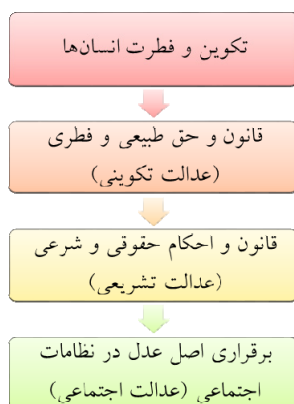 تکوین و فطرت انسان‌ها
قانون و حق طبیعی و فطری
(عدالت تکوینی)
قانون و احکام حقوقی و شرعی
(عدالت تشریعی)
برقراری اصل عدل در نظامات
اجتماعی (عدالت اجتماعی)